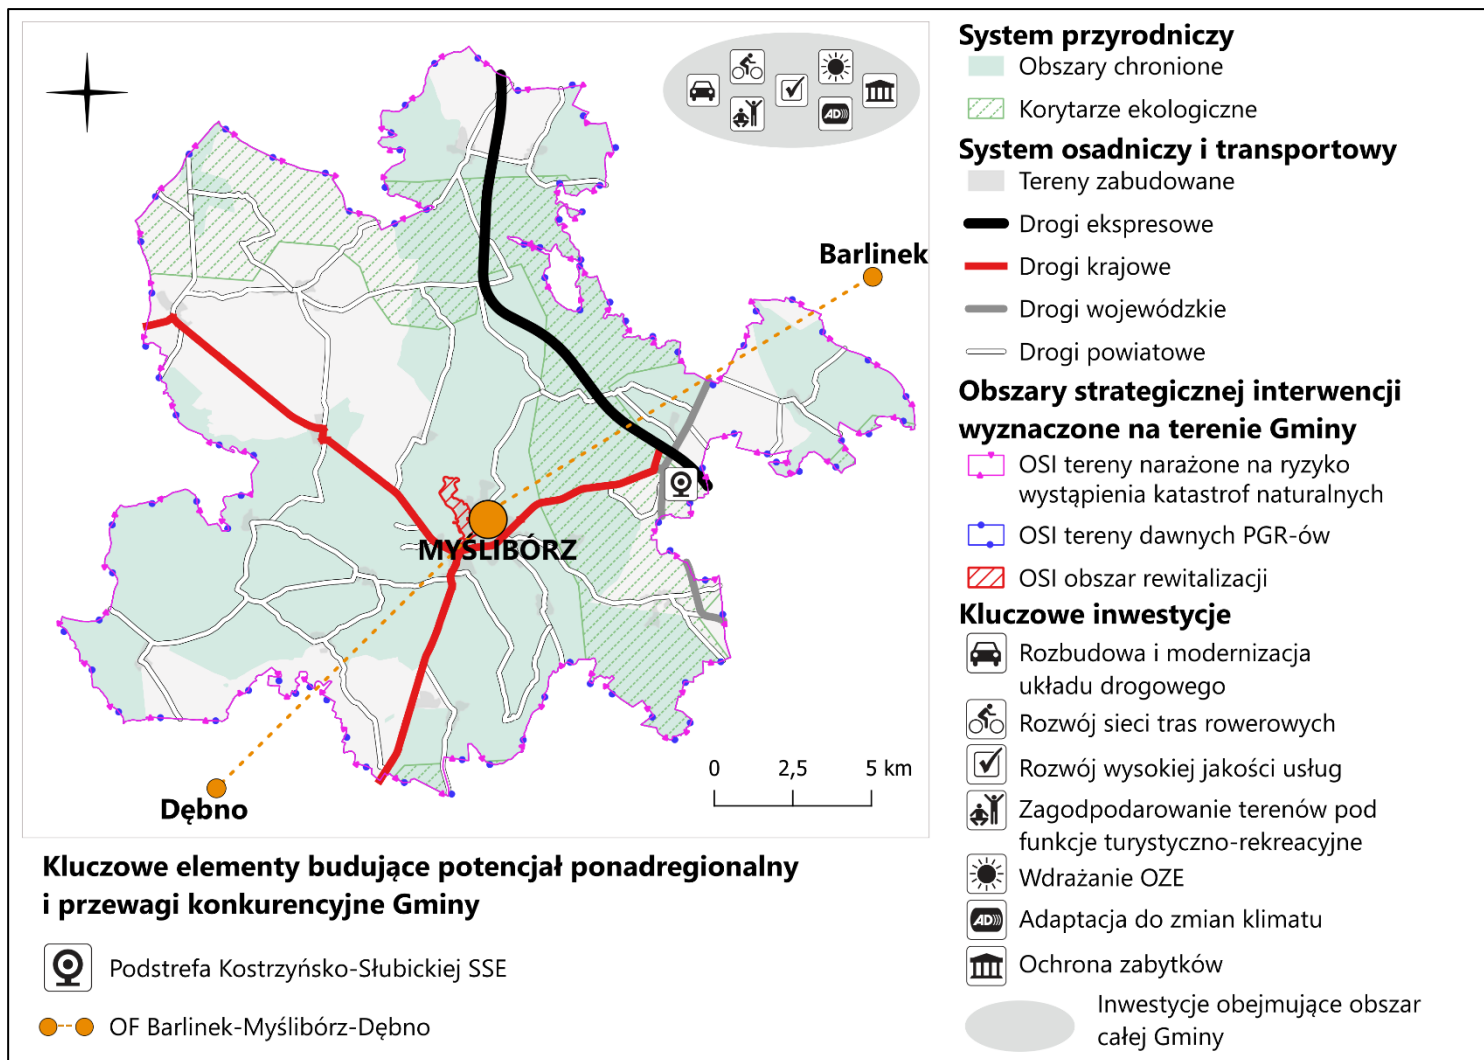 Barlinek
MYŚLIBÓRZ
Dębno
0 2,5 5 km
System przyrodniczy
Obszary chronione
Korytarze ekologiczne
System osadniczy i transportowy
Tereny zabudowane
Drogi ekspresowe
Drogi krajowe
Drogi wojewódzkie
Drogi powiatowe
Obszary strategicznej interwencji
wyznaczone na terenie Gminy
OSI tereny narażone na ryzyko
wystąpienia katastrof naturalnych
OSI tereny dawnych PGR-ów
OSI obszar rewitalizacji
Kluczowe inwestycje
Rozbudowa i modernizacja
układu drogowego
Rozwój sieci tras rowerowych
Rozwój wysokiej jakości usług
Zagodpodarowanie terenów pod
funkcje turystyczno-rekreacyjne
Wdrażanie OZE
AD Adaptacja do zmian klimatu
Ochrona zabytków
Inwestycje obejmujące obszar
całej Gminy
Kluczowe elementy budujące potencjał ponadregionalny
i przewagi konkurencyjne Gminy
Podstrefa Kostrzyńsko-Słubickiej SSE
OF Barlinek-Myślibórz-Dębno
AD